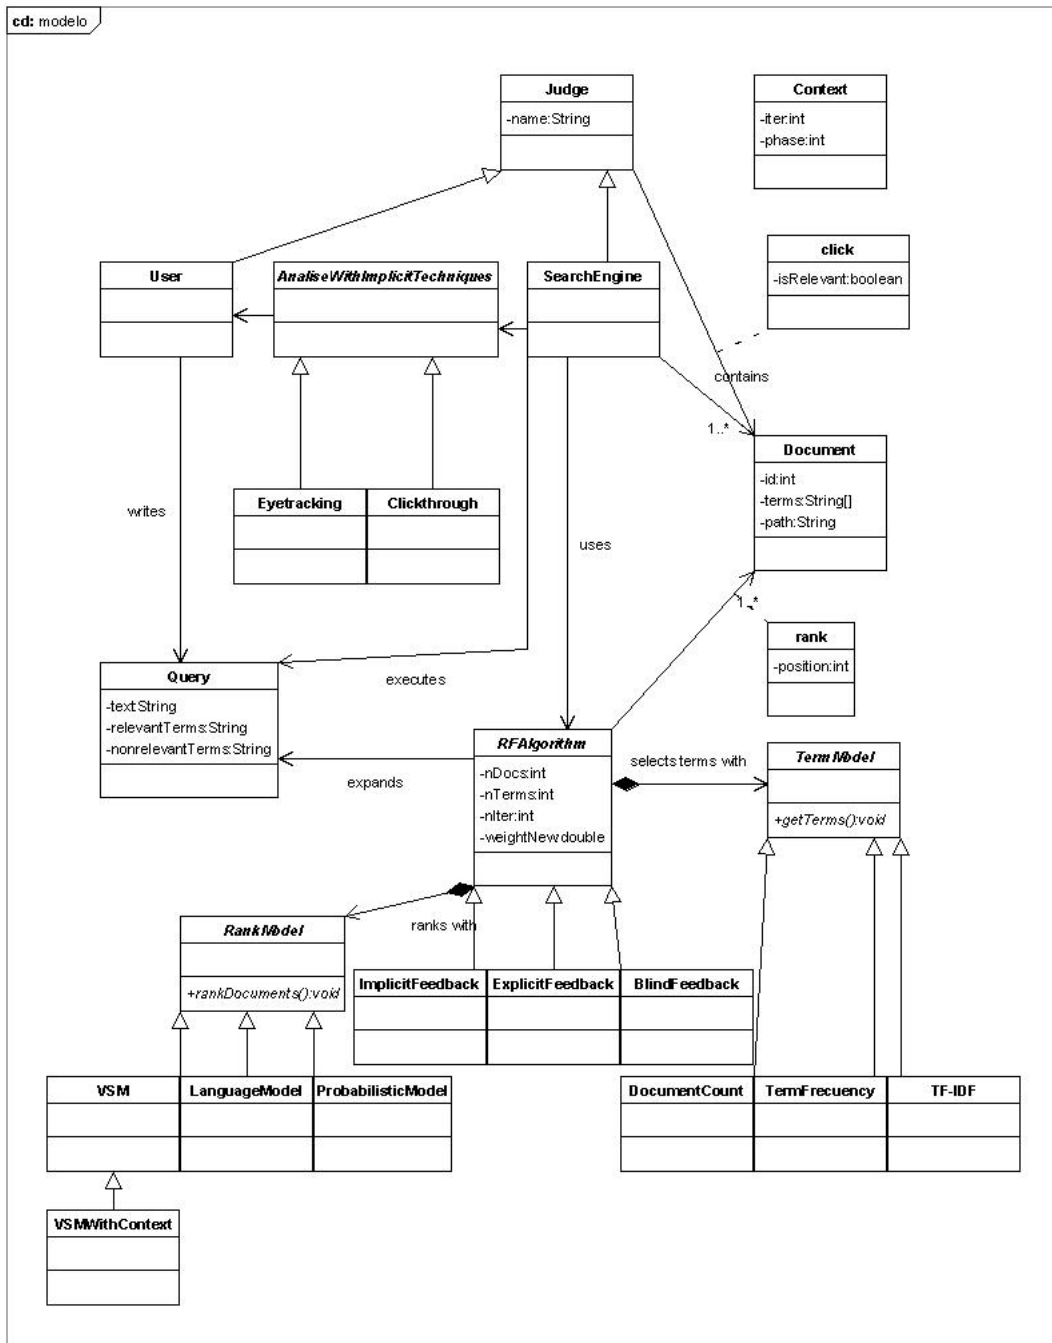 cd: modelo
Judge
-name:String
Context
-iter:int
-phase:int
click
-isRelevant:boolean
User
AnaliseWithImplicitTechniques
SearchEngine
contains
1..*
Document
-id:int
-terms:String[]
-path:String
Eyetracking
Clickthrough
writes
uses
1..*
rank
-position:int
Query
-text:String
-relevantTerms:String
-nonrelevantTerms:String
executes
expands
RFAlgorithm
-nDocs:int
-nTerms:int
-nIter:int
-weightNew:double
selects terms with
TermModel
+getTerms():void
ranks with
RankModel
+rankDocuments():void
ImplicitFeedback
ExplicitFeedback
BlindFeedback
VSM
LanguageModel
ProbabilisticModel
DocumentCount
TermFrecuency
TF-IDF
VSMWithContext